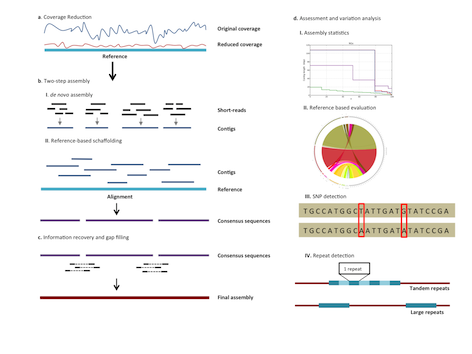 a. Coverage Reduction
Original coverage
Reduced coverage
Reference
b. Two-step assembly
I. de novo assembly
Short-reads
Contigs
II. Reference-based schaffolding
Contigs
Reference
Alignment
Consensus sequences
c. Information recovery and gap filling
Consensus sequences
Final assembly
d. Assessment and variation analysis
I. Assembly statistics
II. Reference based evaluation
III. SNP detection
TGCCATGGCTATTGATGTATCCGA
TGCCATGGCAATTGATATATCCGA
IV. Repeat detection
1 repeat
Tandem repeats
Large repeats